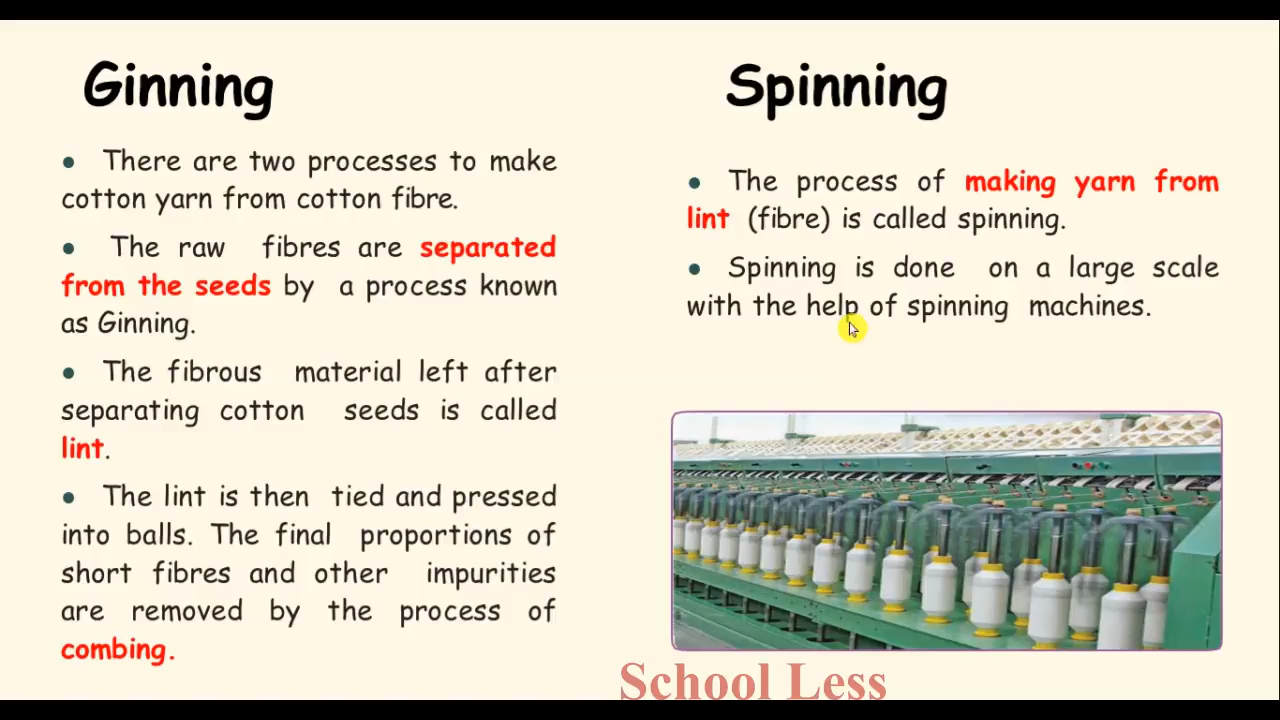 Ginning
There are two processes to make
cotton yarn from cotton fibre.
The raw fibres are separated
from the seeds by a process known
as Ginning.
The fibrous material left after
separating cotton seeds is called
lint.
The lint is then tied and pressed
into balls. The final proportions of
short fibres and other impurities
are removed by the process of
combing.
Spinning
The process of making yarn from
lint (fibre) is called spinning.
Spinning is done on a large scale
with the help of spinning machines.
School Less